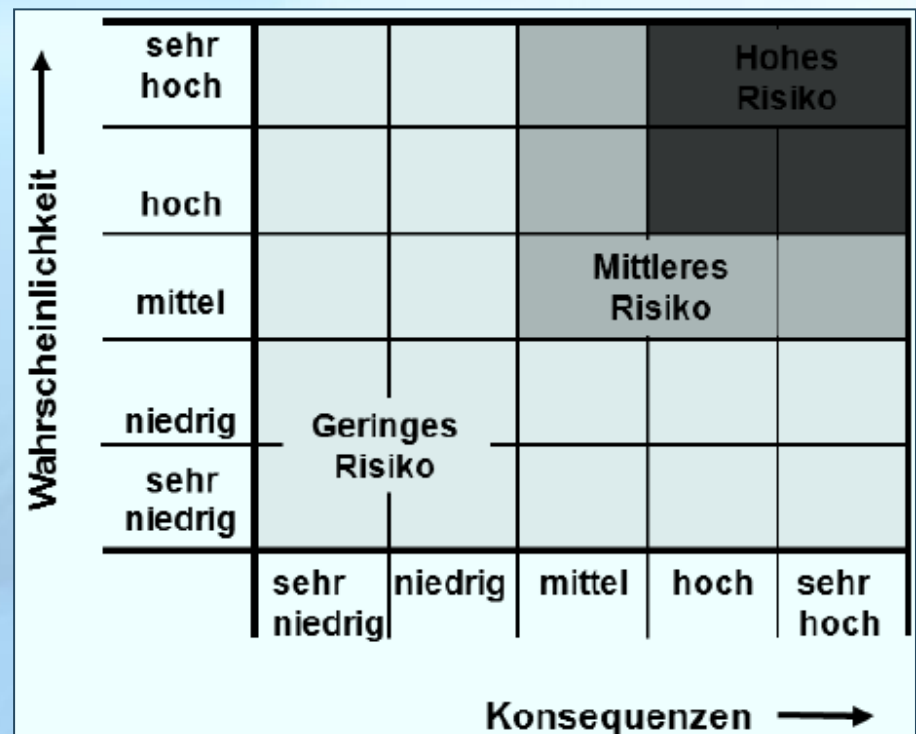 Wahrscheinlichkeit
sehr
hoch
Hohes
Risiko
hoch
mittel
Mittleres
Risiko
niedrig
Geringes
Risiko
sehr
niedrig
sehr
niedrig
niedrig
mittel
hoch
sehr
hoch
Konsequenzen